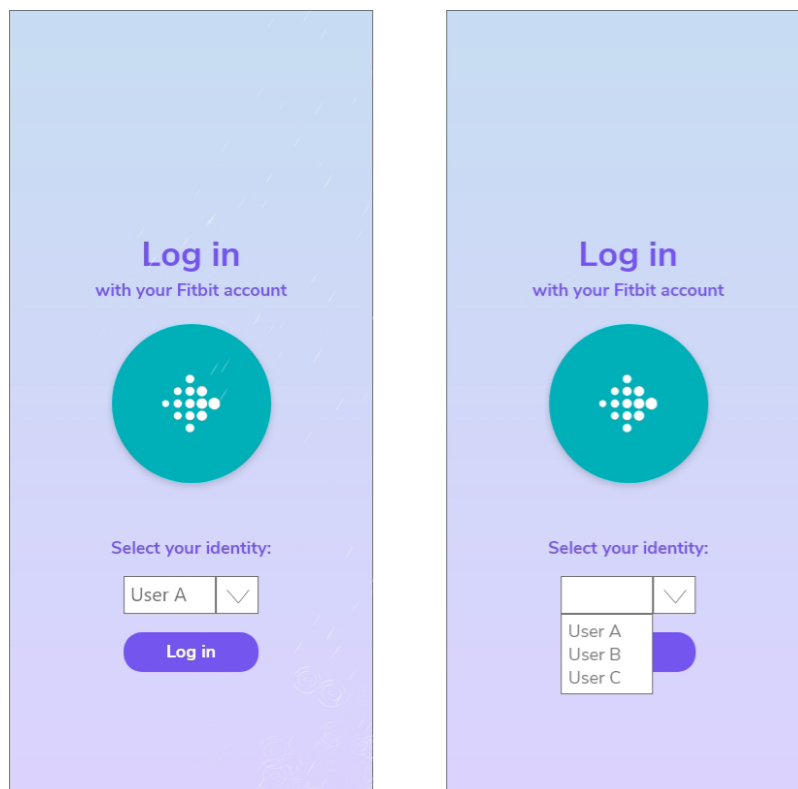 Log in
with your Fitbit account
Select your identity:
User A
Log in
Log in
with your Fitbit account
Select your identity:
User A
User B
User C